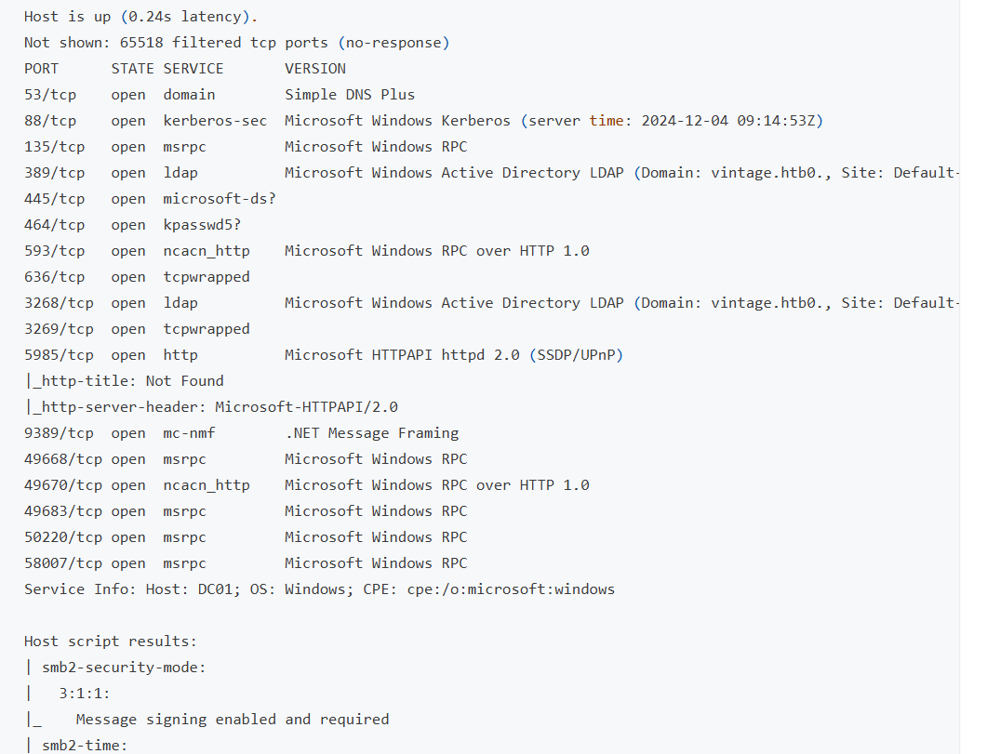 Host is up (0.24s latency).
Not shown: 65518 filtered tcp ports (no-response)
PORT      STATE SERVICE       VERSION
53/tcp    open  domain        Simple DNS Plus
88/tcp    open  kerberos-sec  Microsoft Windows Kerberos (server time: 2024-12-04 09:14:53Z)
135/tcp   open  msrpc         Microsoft Windows RPC
389/tcp   open  ldap          Microsoft Windows Active Directory LDAP (Domain: vintage.htb0., Site: Default-
445/tcp   open  microsoft-ds?
464/tcp   open  kpasswd5?
593/tcp   open  ncacn_http    Microsoft Windows RPC over HTTP 1.0
636/tcp   open  tcpwrapped
3268/tcp  open  ldap          Microsoft Windows Active Directory LDAP (Domain: vintage.htb0., Site: Default-
3269/tcp  open  tcpwrapped
5985/tcp  open  http          Microsoft HTTPAPI httpd 2.0 (SSDP/UPnP)
|_http-title: Not Found
|_http-server-header: Microsoft-HTTPAPI/2.0
9389/tcp  open  mc-nmf        .NET Message Framing
49668/tcp open  msrpc         Microsoft Windows RPC
49670/tcp open  ncacn_http    Microsoft Windows RPC over HTTP 1.0
49683/tcp open  msrpc         Microsoft Windows RPC
50220/tcp open  msrpc         Microsoft Windows RPC
58007/tcp open  msrpc         Microsoft Windows RPC
Service Info: Host: DC01; OS: Windows; CPE: cpe:/o:microsoft:windows

Host script results:
| smb2-security-mode:
|   3:1:1:
|_    Message signing enabled and required
| smb2-time: